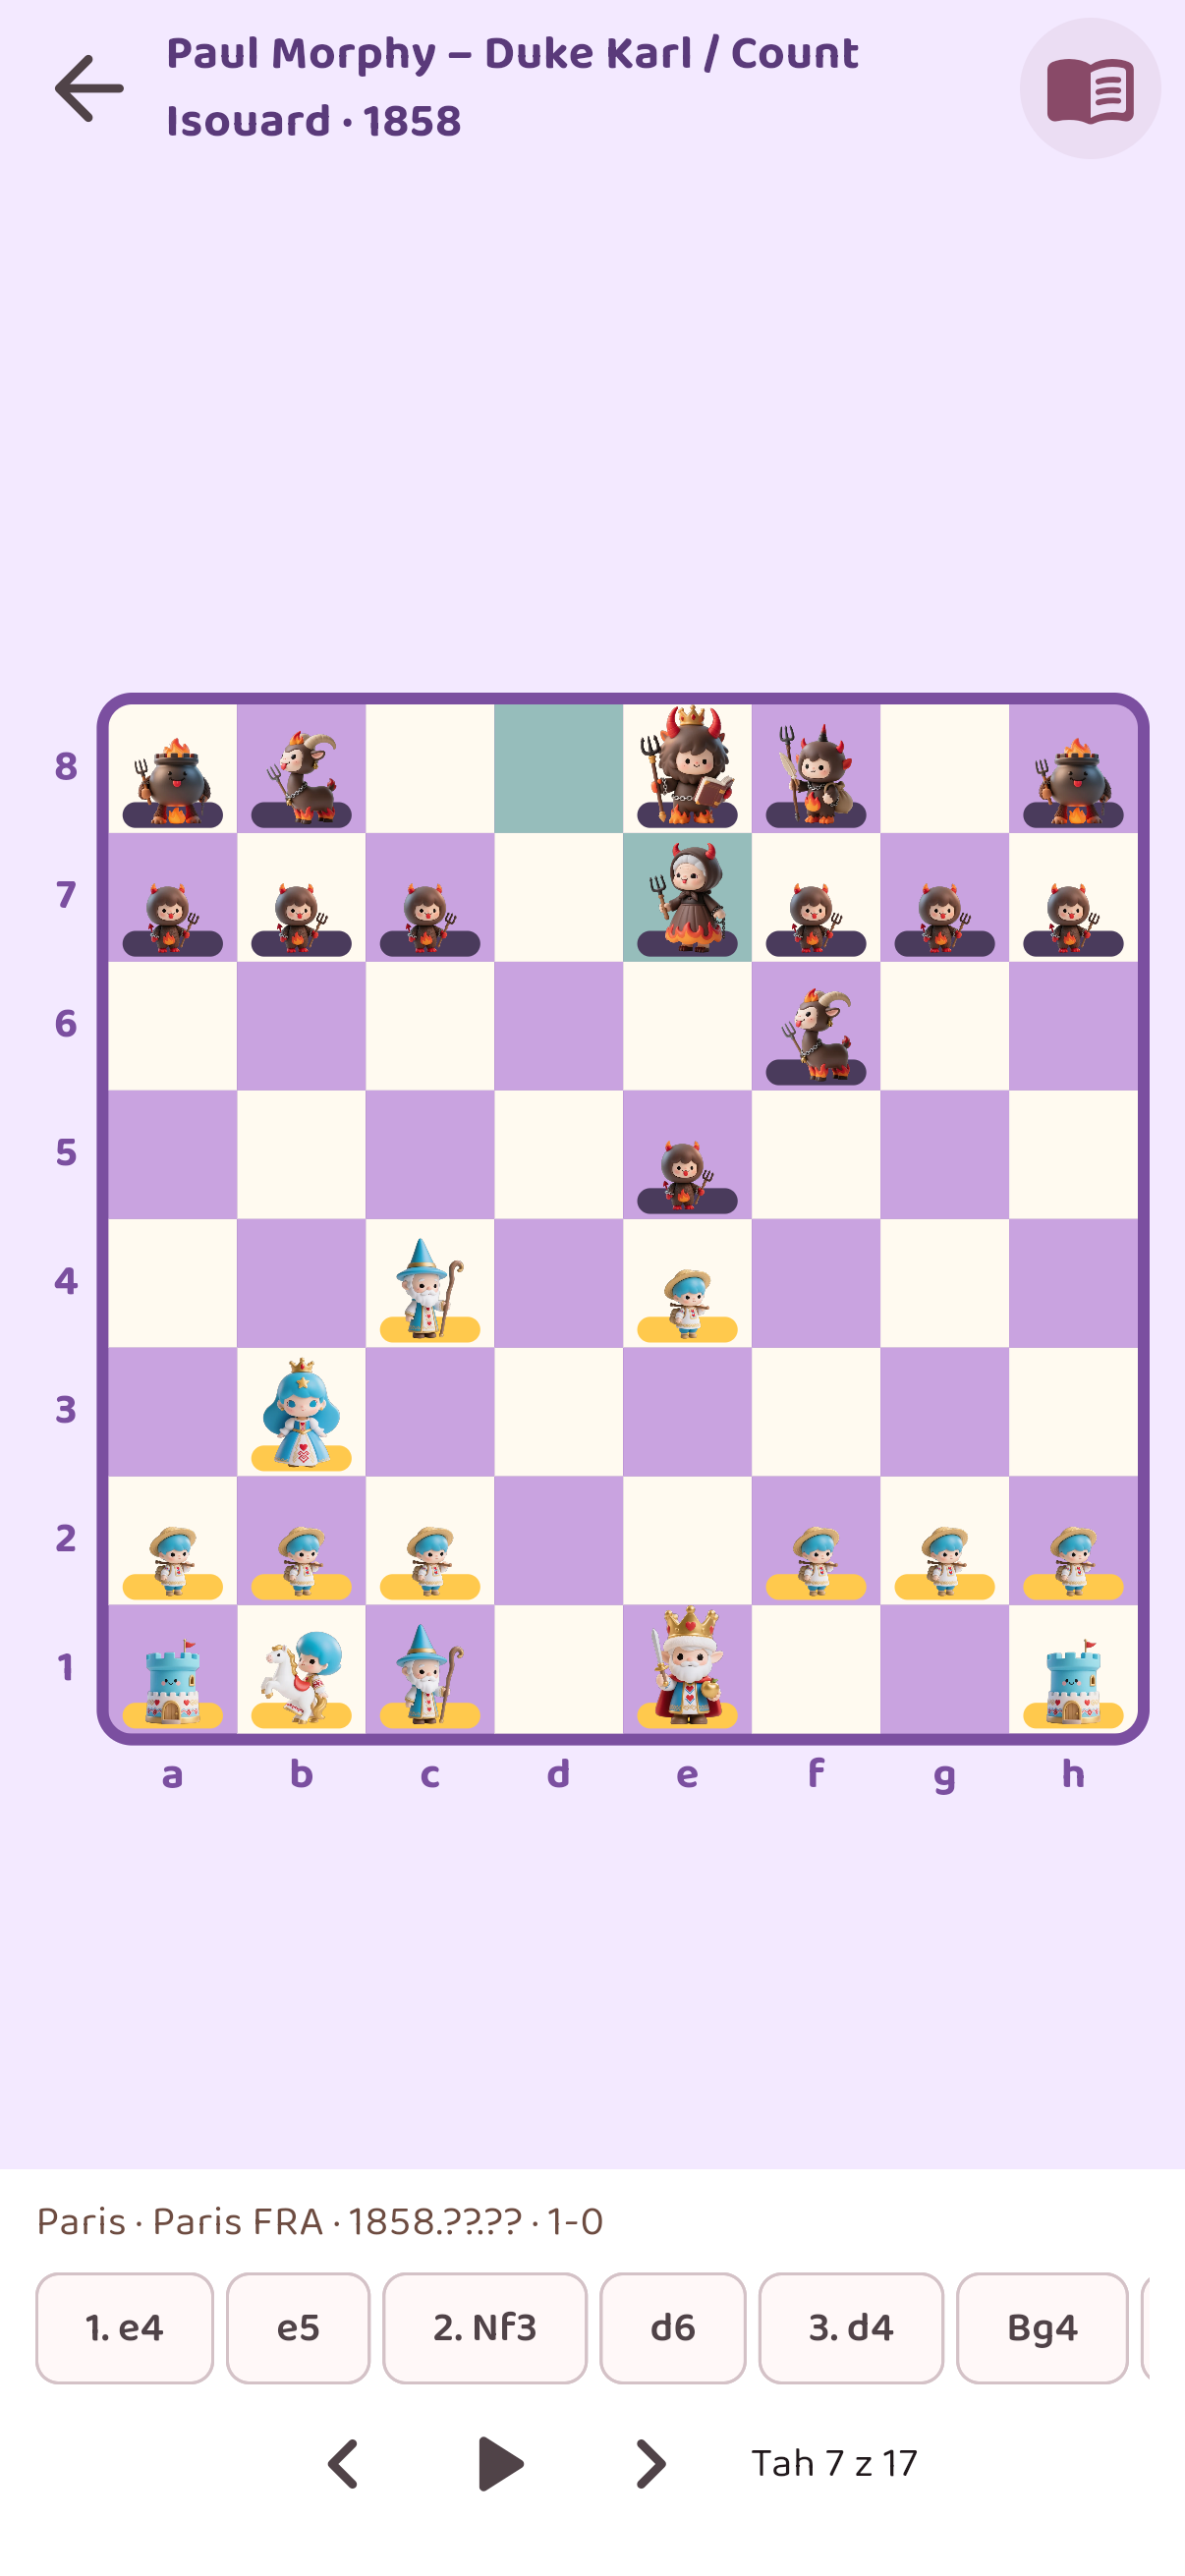 Paul Morphy – Duke Karl / Count
Isouard · 1858
8
7
6
5
4
3
2
1
a b c d e f g h
Paris · Paris FRA · 1858.??.?? · 1-0
1. e4 e5 2. Nf3 d6 3. d4 Bg4
Tah 7 z 17